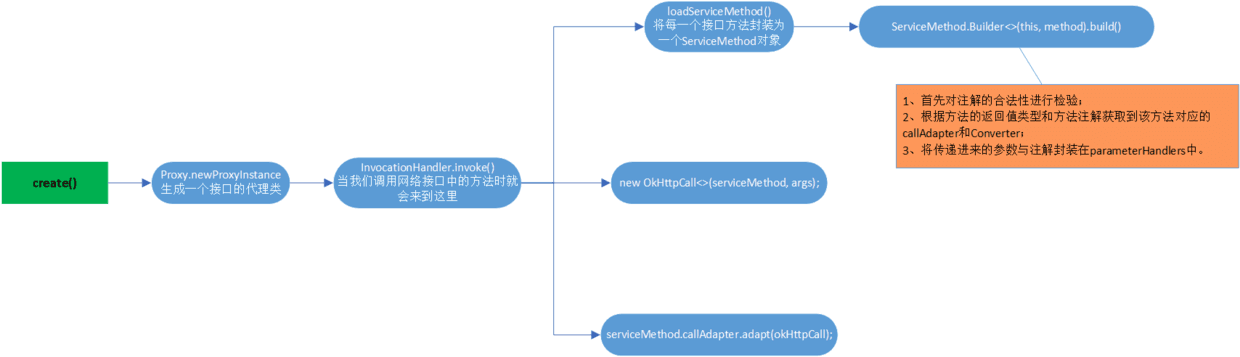 loadServiceMethod()
将每一个接口方法封装为
一个ServiceMethod对象
ServiceMethod.Builder<>(this, method).build()
1、首先对注解的合法性进行检验；
2、根据方法的返回值类型和方法注解获取到该方法对应的
callAdapter和Converter；
3、将传递进来的参数与注解封装在parameterHandlers中。
create()
Proxy.newProxyInstance
生成一个接口的代理类
InvocationHandler.invoke()
当我们调用网络接口中的方法时就
会来到这里
new OkHttpCall<>(serviceMethod, args);
serviceMethod.callAdapter.adapt(okHttpCall);